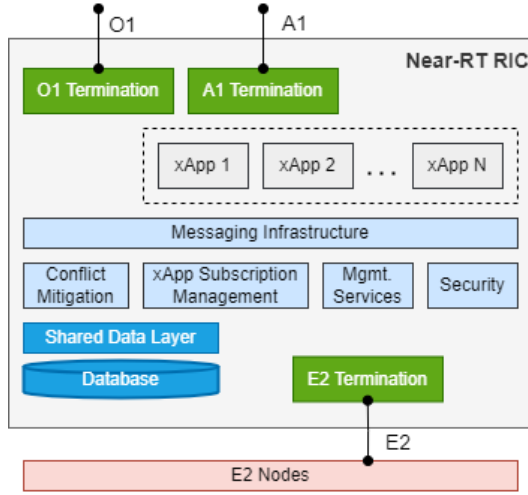 O1
A1
Near-RT RIC
O1 Termination
A1 Termination
xApp 1
xApp 2
...
xApp N
Messaging Infrastructure
Conflict
Mitigation
xApp Subscription
Management
Mgmt.
Services
Security
Shared Data Layer
Database
E2 Termination
E2
E2 Nodes